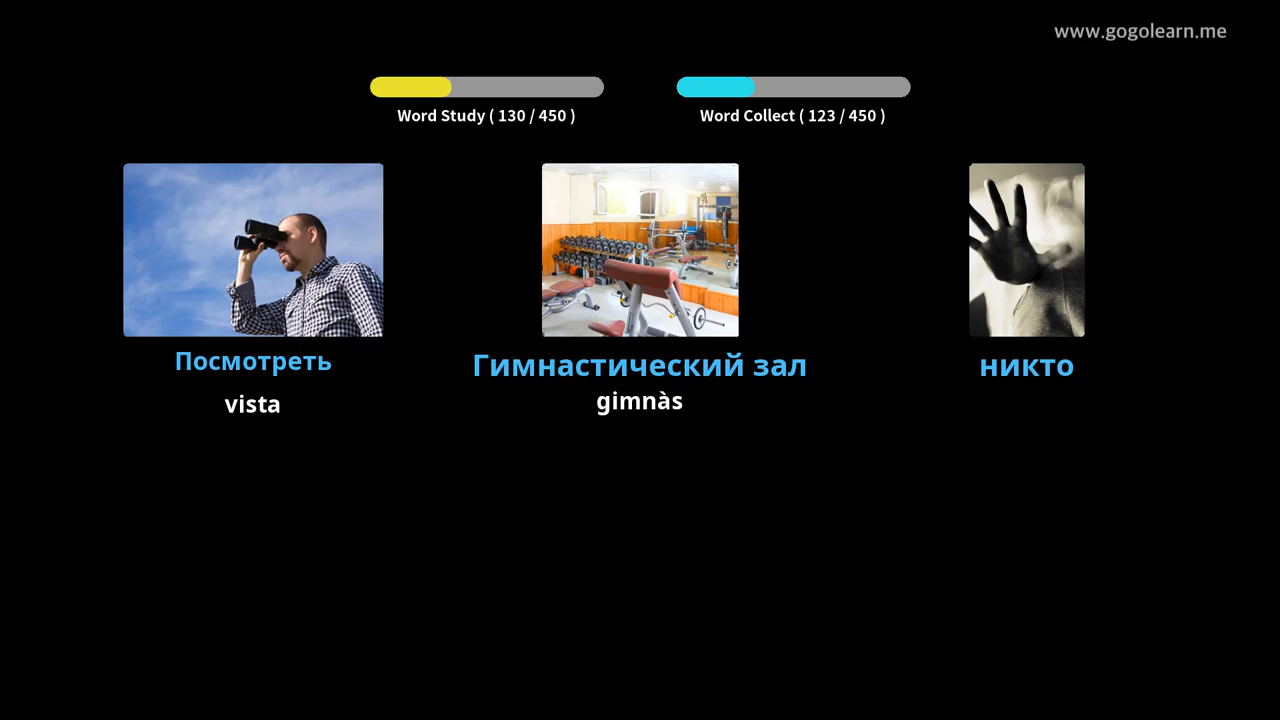 www.gogolearn.me
Word Study ( 130 / 450 )
Word Collect ( 123 / 450 )
Посмотреть
vista
Гимнастический зал
gimnàs
никто